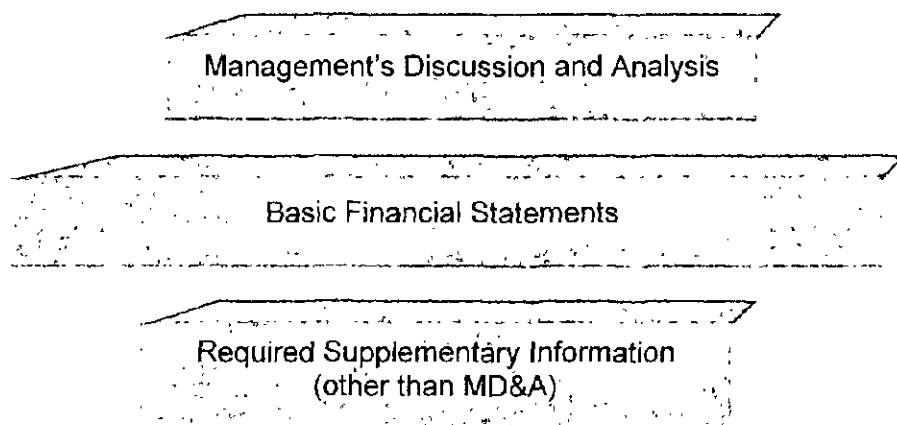 Management's Discussion and Analysis
Basic Financial Statements
Required Supplementary Information
(other than MD&A)